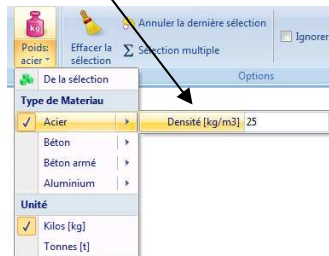 Annuler la dernière sélection
Ignorer
Poids: acier
Effacer la sélection
Σ Sélection multiple
Options
De la sélection
Type de Materiau
Acier
Densité [kg/m3] 25
Béton
Béton armé
Aluminium
Unité
Kilos [kg]
Tonnes [t]